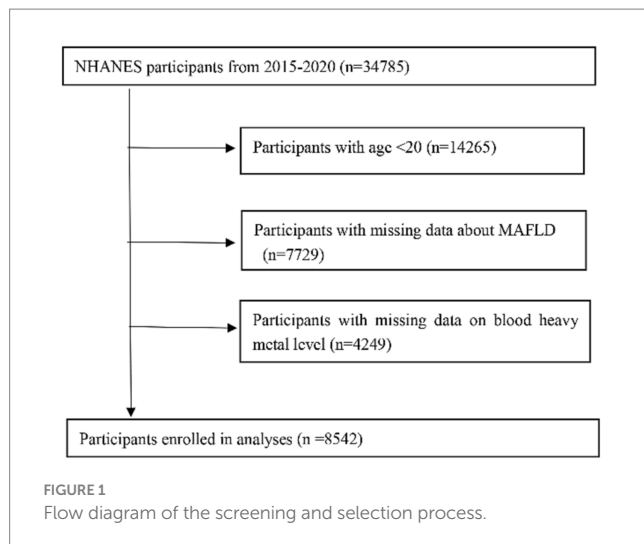 NHANES participants from 2015-2020 (n=34785)
Participants with age <20 (n=14265)
Participants with missing data about MAFLD
(n=7729)
Participants with missing data on blood heavy
metal level (n=4249)
Participants enrolled in analyses (n =8542)
FIGURE 1
Flow diagram of the screening and selection process.